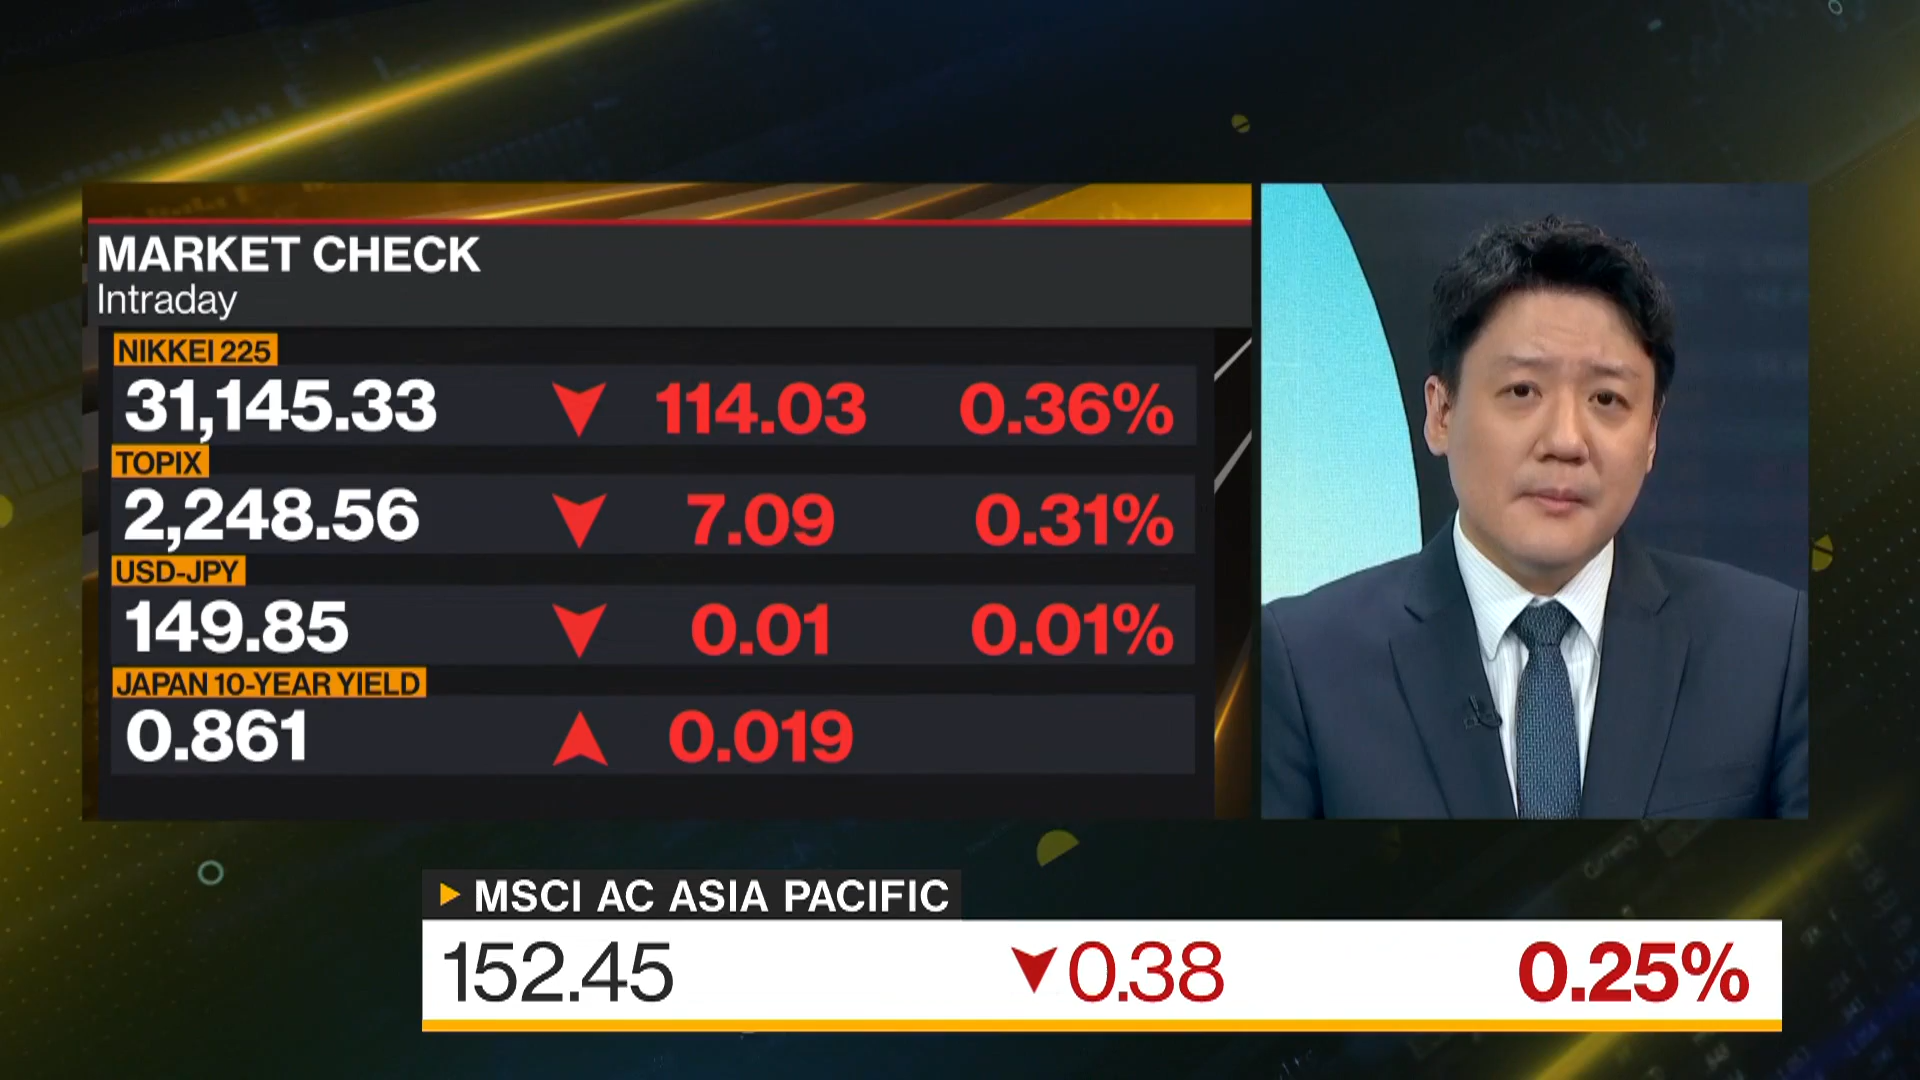 MARKET CHECK
Intraday
NIKKEI 225
31,145.33 114.03 0.36%
TOPIX
2,248.56 7.09 0.31%
USD-JPY
149.85 0.01 0.01%
JAPAN 10-YEAR YIELD
0.861 0.019
MSCI AC ASIA PACIFIC
152.45 0.38 0.25%